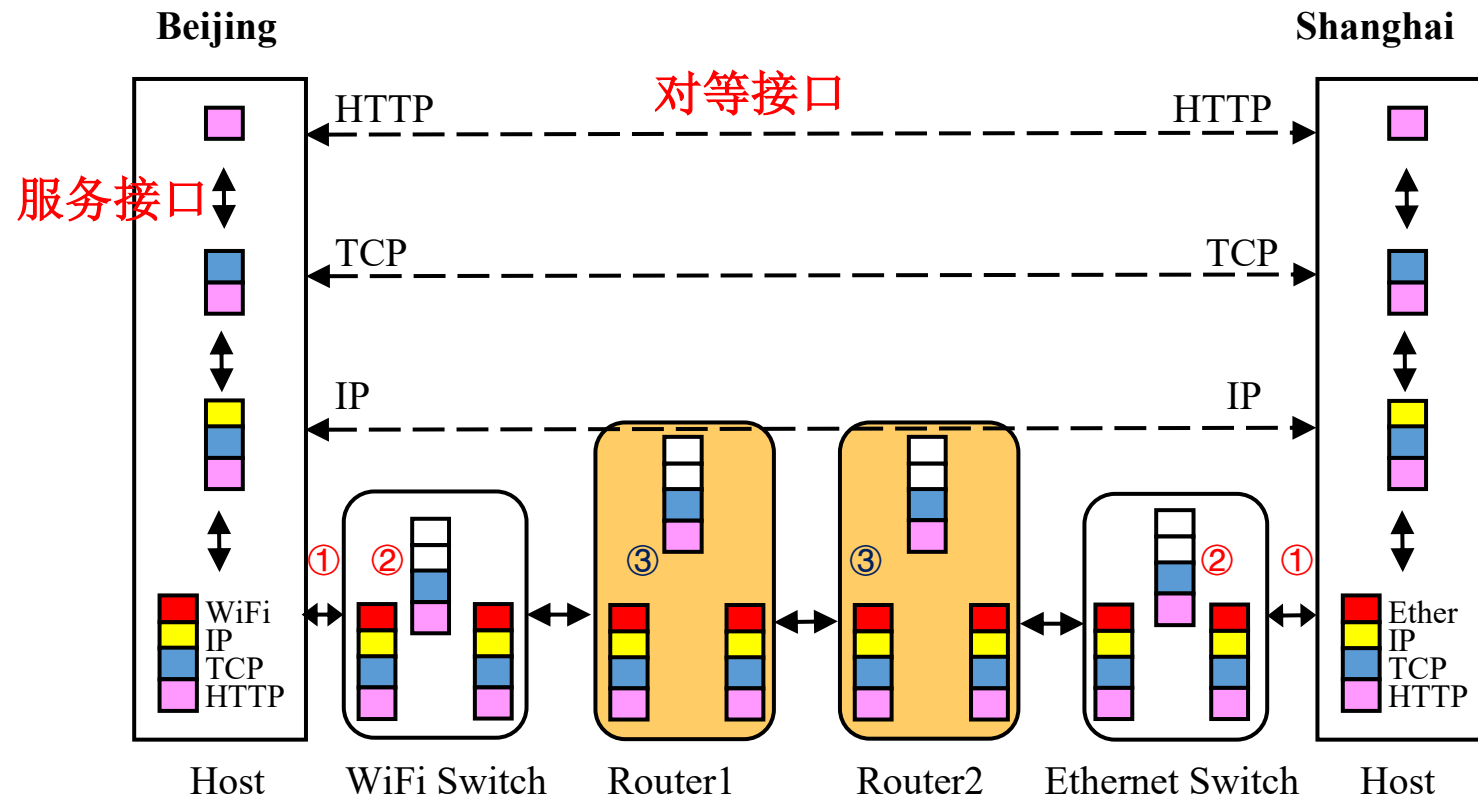 Beijing
Shanghai
对等接口
HTTP
HTTP
服务接口
TCP
TCP
IP
IP
①
②
③
③
②
①
WiFi
IP
TCP
HTTP
Ether
IP
TCP
HTTP
Host
WiFi Switch
Router1
Router2
Ethernet Switch
Host